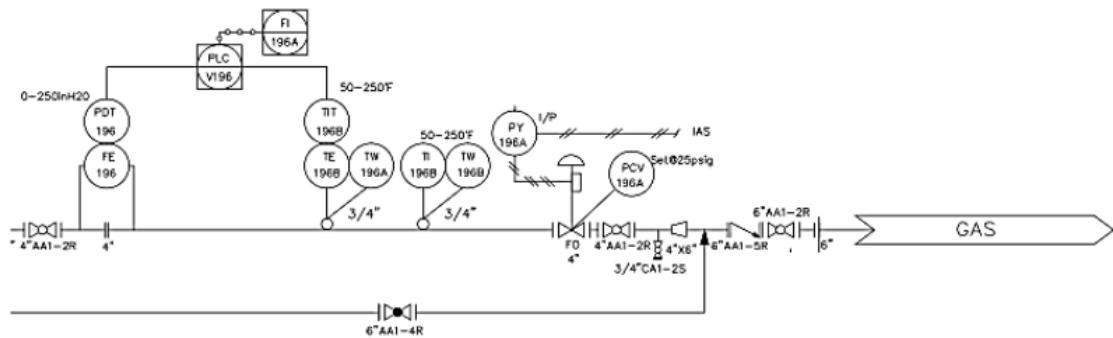 FI
196A
PLC
V196
0-250InH20
50-250°F
PDT
196
TIT
196B
I/P
PY
196A
IAS
50-250°F
FE
196
TE
196B
TW
196A
TI
196B
TW
196B
PCV
196A
Set@25psig
3/4"
3/4"
6"AA1-2R
4"AA1-2R
4"
FO
4"
4"AA1-2R
4"X6"
6"AA1-5R
6"
GAS
3/4"CA1-2S
6"AA1-4R